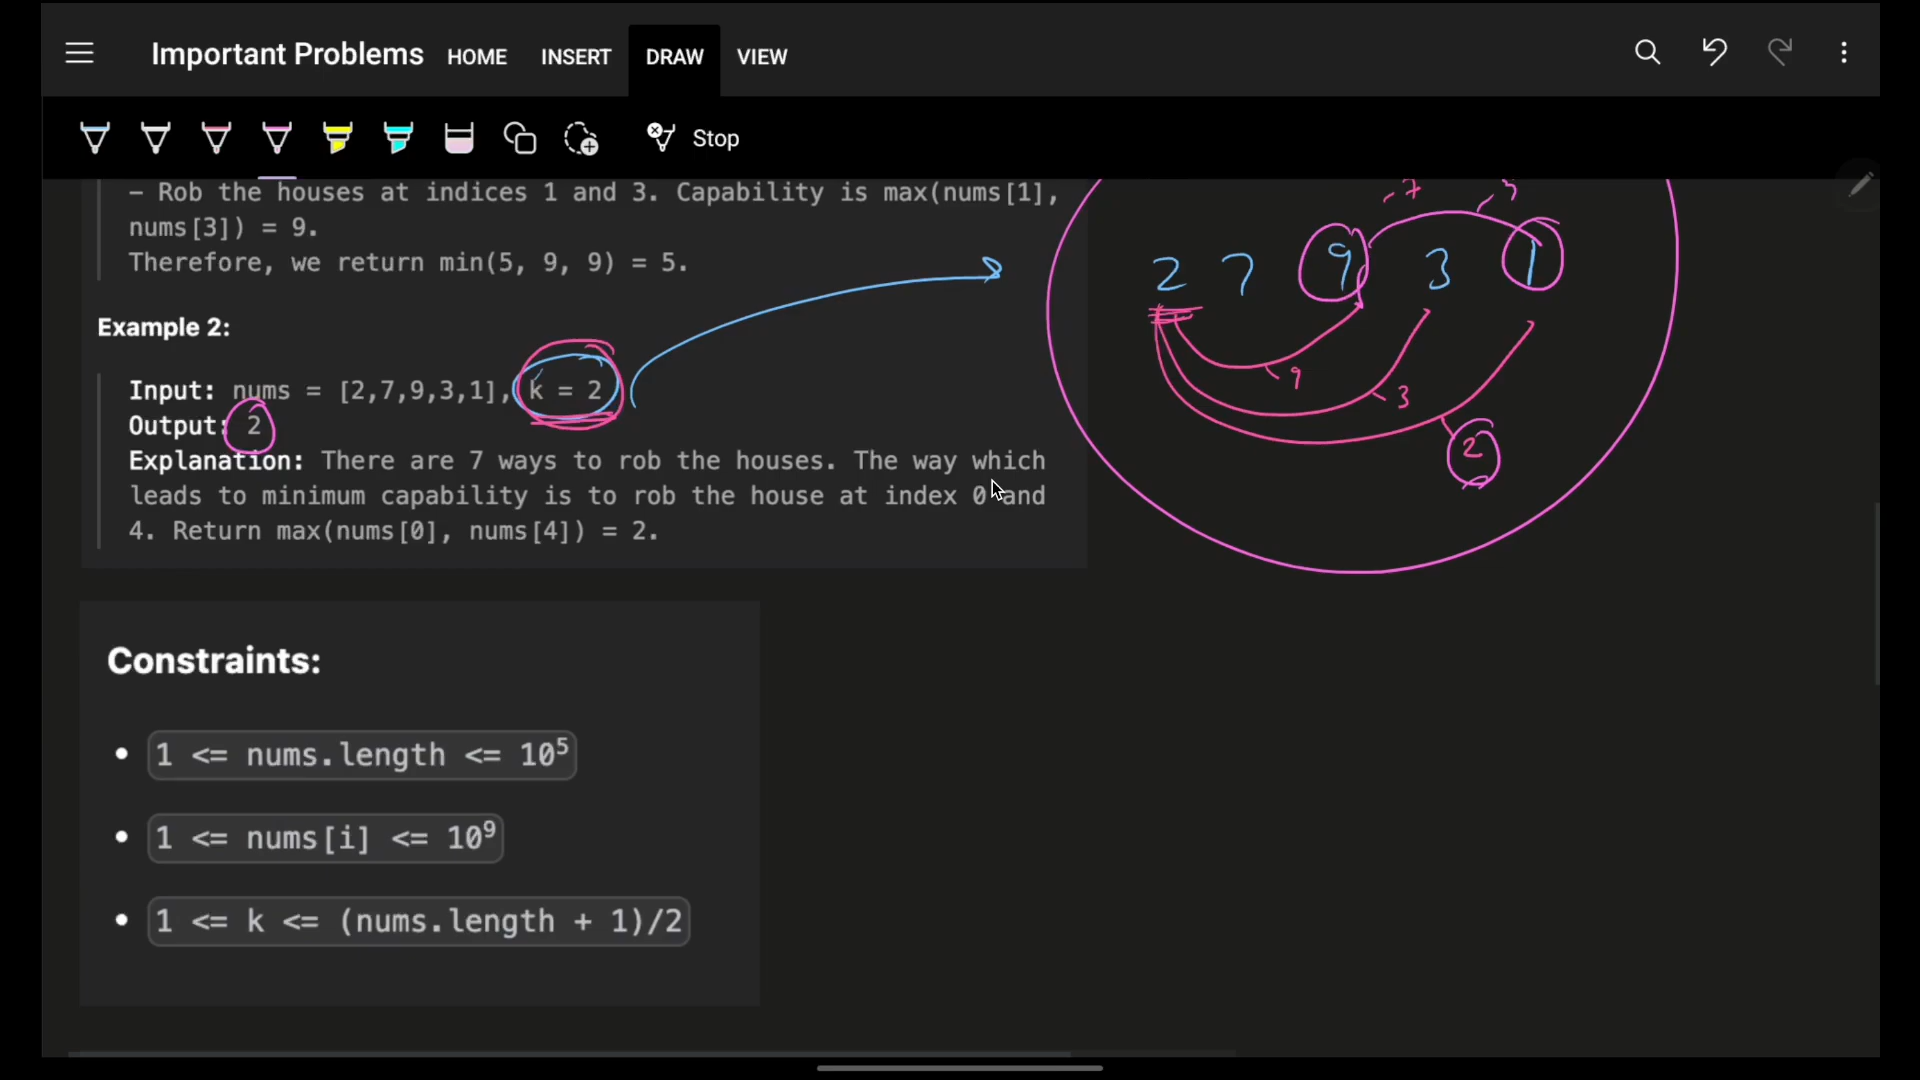 Important Problems HOME INSERT DRAW VIEW
Stop
– Rob the houses at indices 1 and 3. Capability is max(nums[1],
nums[3]) = 9.
Therefore, we return min(5, 9, 9) = 5.
Example 2:
Input: nums = [2,7,9,3,1], k = 2
Output: 2
Explanation: There are 7 ways to rob the houses. The way which
leads to minimum capability is to rob the house at index 0 and
4. Return max(nums[0], nums[4]) = 2.
7
2 7 9 3 1
9
3
2
Constraints:
1 <= nums.length <= 10⁵
1 <= nums[i] <= 10⁹
1 <= k <= (nums.length + 1)/2